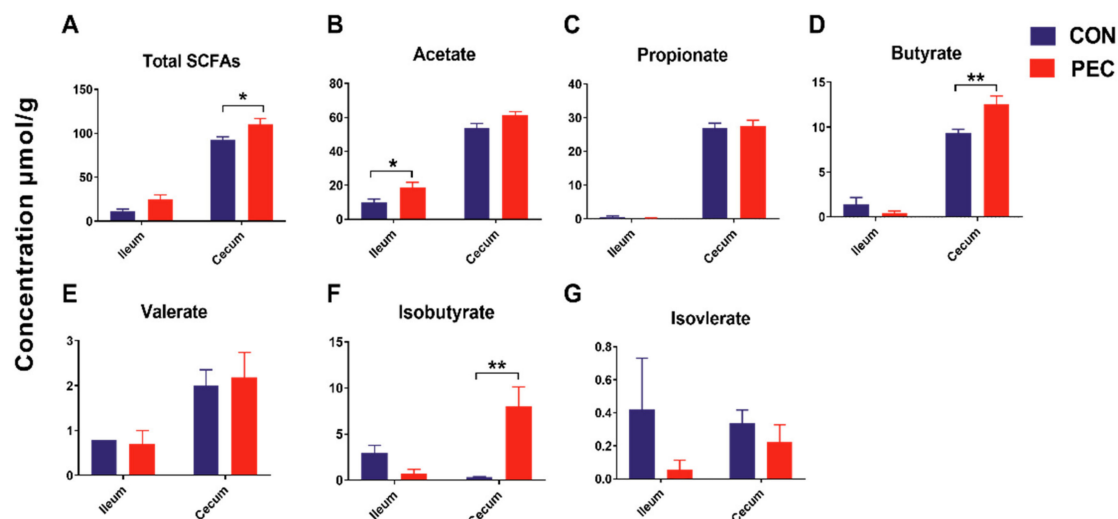 A
Total SCFAs
150
100
50
0
*
Ileum
Cecum
B
Acetate
80
60
40
20
0
*
Ileum
Cecum
C
Propionate
40
30
20
10
0
Ileum
Cecum
D
Butyrate
15
10
5
0
**
Ileum
Cecum
CON
PEC
Concentration μmol/g
E
Valerate
3
2
1
0
Ileum
Cecum
F
Isobutyrate
15
10
5
0
**
Ileum
Cecum
G
Isovlerate
0.8
0.6
0.4
0.2
0.0
Ileum
Cecum